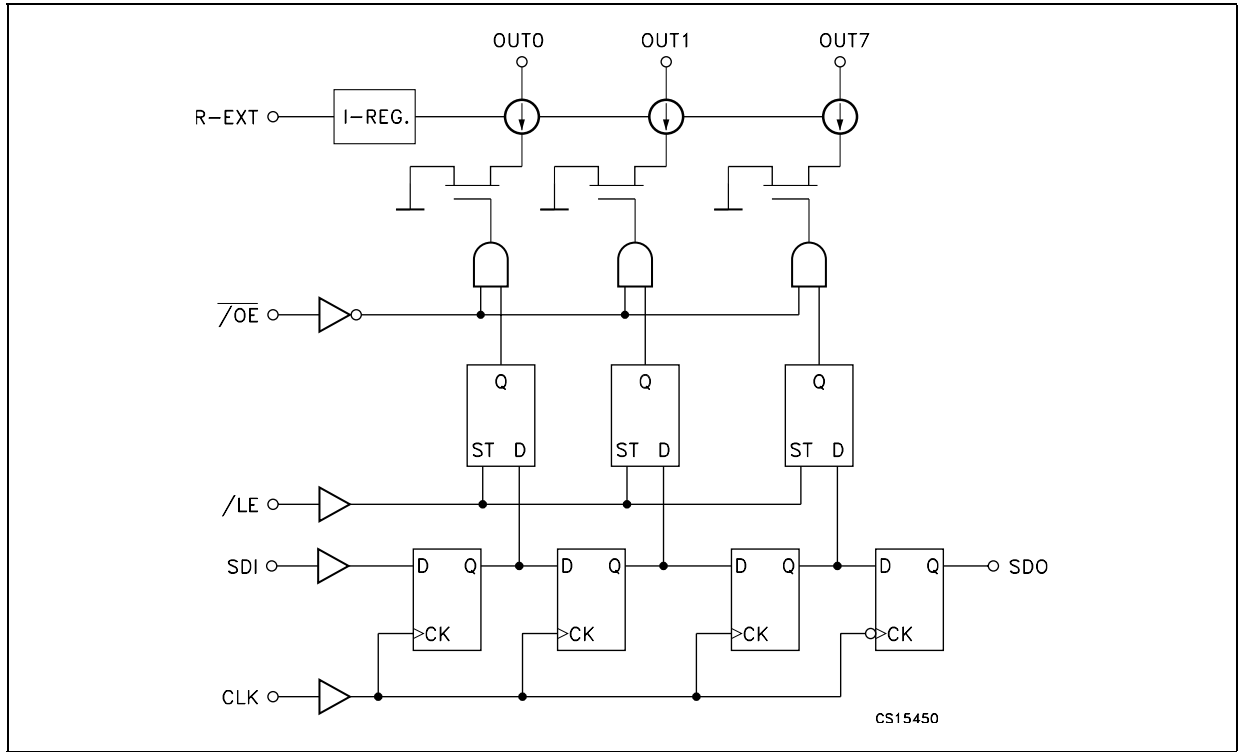 OUT0 OUT1 OUT7
R-EXT I-REG.
/OE
Q Q Q
ST D ST D ST D
/LE
SDI D Q D Q D Q D Q SDO
CK CK CK CK
CLK
CS15450